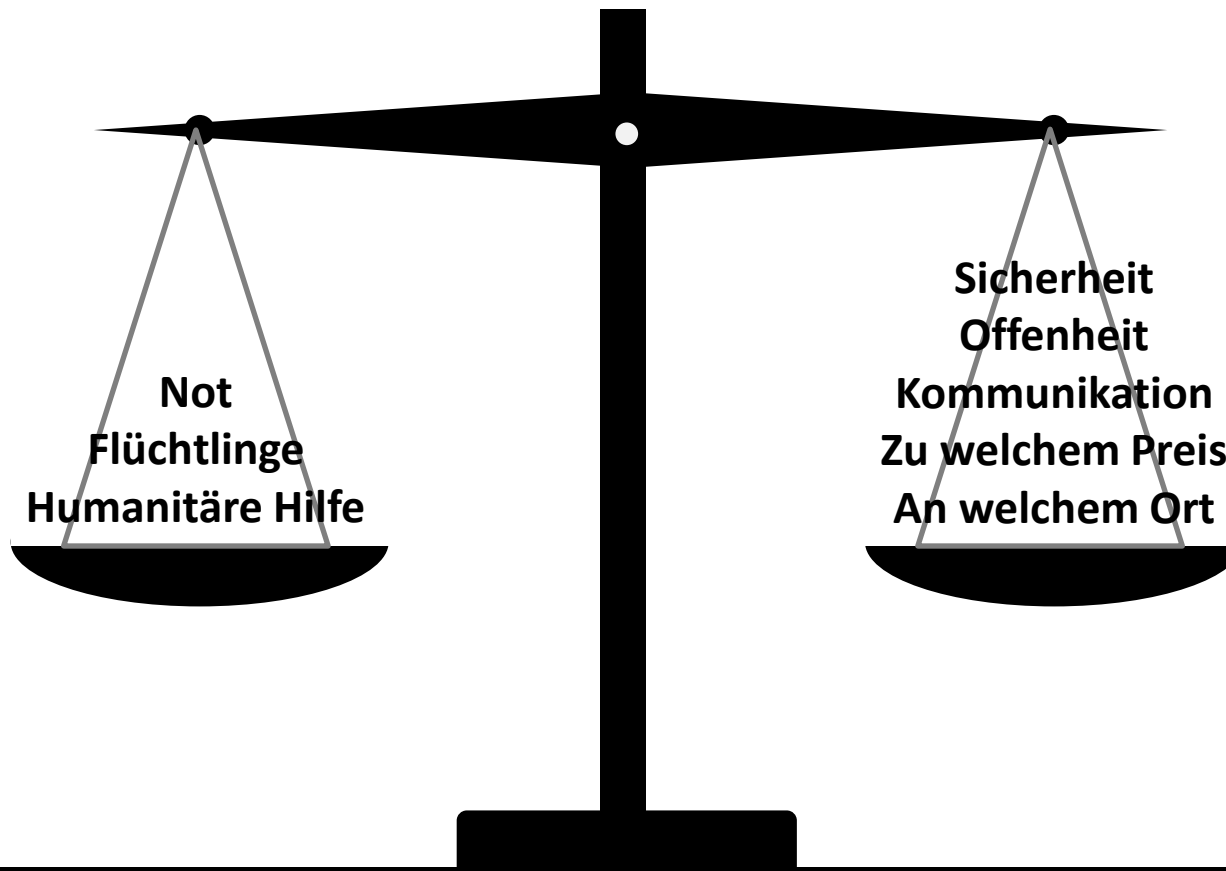 Not
Flüchtlinge
Humanitäre Hilfe
Sicherheit
Offenheit
Kommunikation
Zu welchem Preis
An welchem Ort